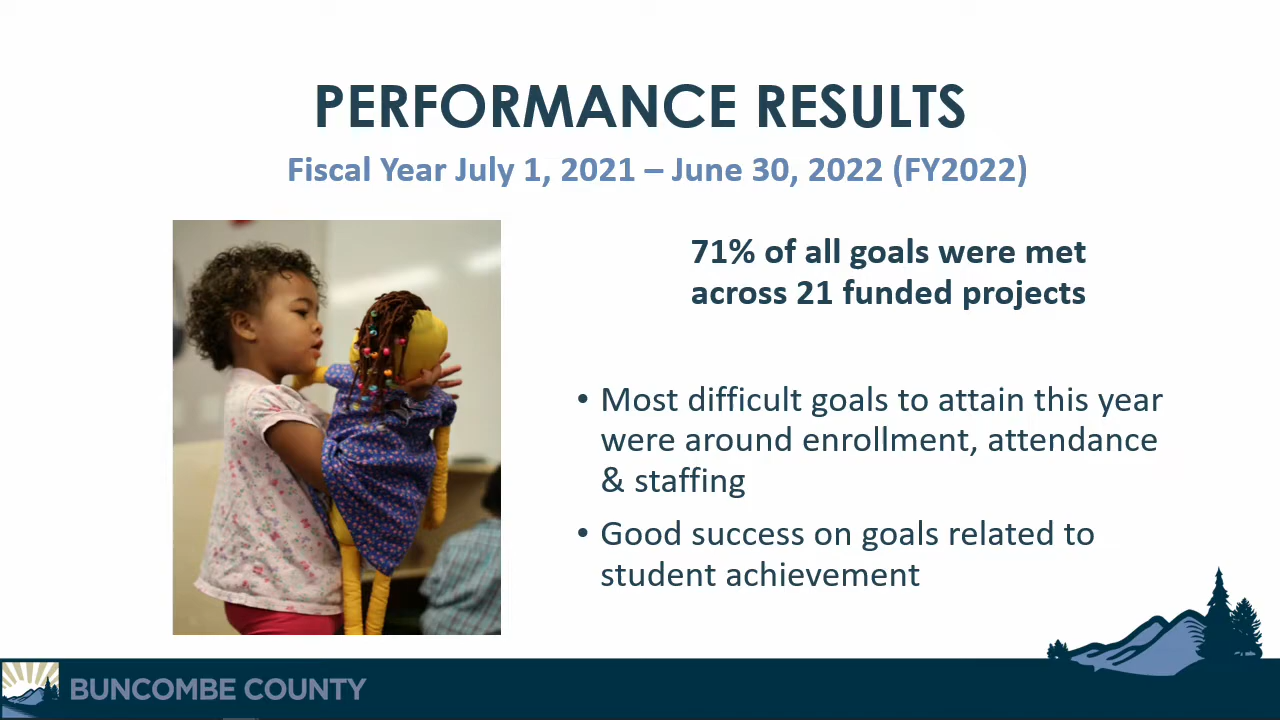 PERFORMANCE RESULTS
Fiscal Year July 1, 2021 – June 30, 2022 (FY2022)
71% of all goals were met
across 21 funded projects
• Most difficult goals to attain this year
were around enrollment, attendance
& staffing
• Good success on goals related to
student achievement
BUNCOMBE COUNTY